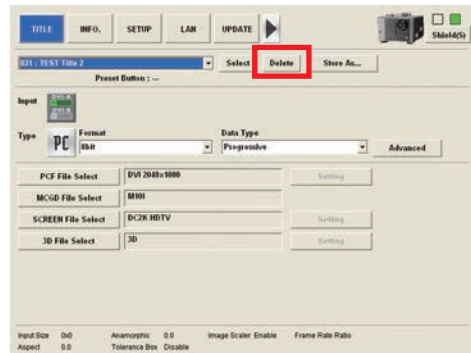 TITLE INFO. SETUP LAN UPDATE Shield(S)
031 : TEST Title 2 Select Delete Store As...
Preset Button : ---
Input DVI-A
DVI-B
Type PC Format Data Type
8bit Progressive Advanced
PCF File Select DVI 2048x1080 Setting
MCGD File Select M101
SCREEN File Select DC2K HDTV Setting
3D File Select 3D Setting
Input Size 0x0 Anamorphic 0.0 Image Scaler Enable Frame Rate Ratio
Aspect 0.0 Tolerance Box Disable